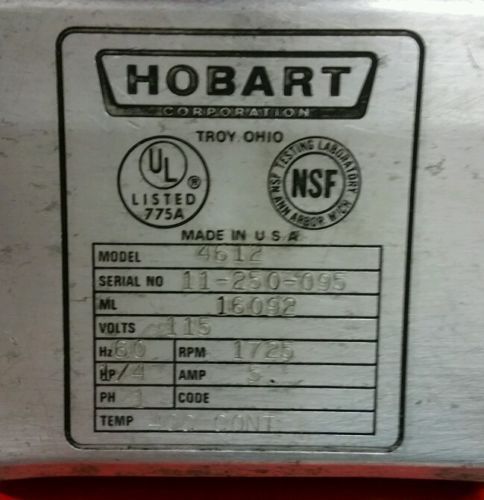 HOBART
CORPORATION
TROY, OHIO
UL ®
LISTED
775A
NSF TESTING LABORATORY
NSF
ANN ARBOR MICH
MADE IN U S A
MODEL 4612
SERIAL NO 11-250-095
ML 16092
VOLTS 115
Hz 60 RPM 1725
HP 1/4 AMP 5.
PH 1 CODE
TEMP CONT